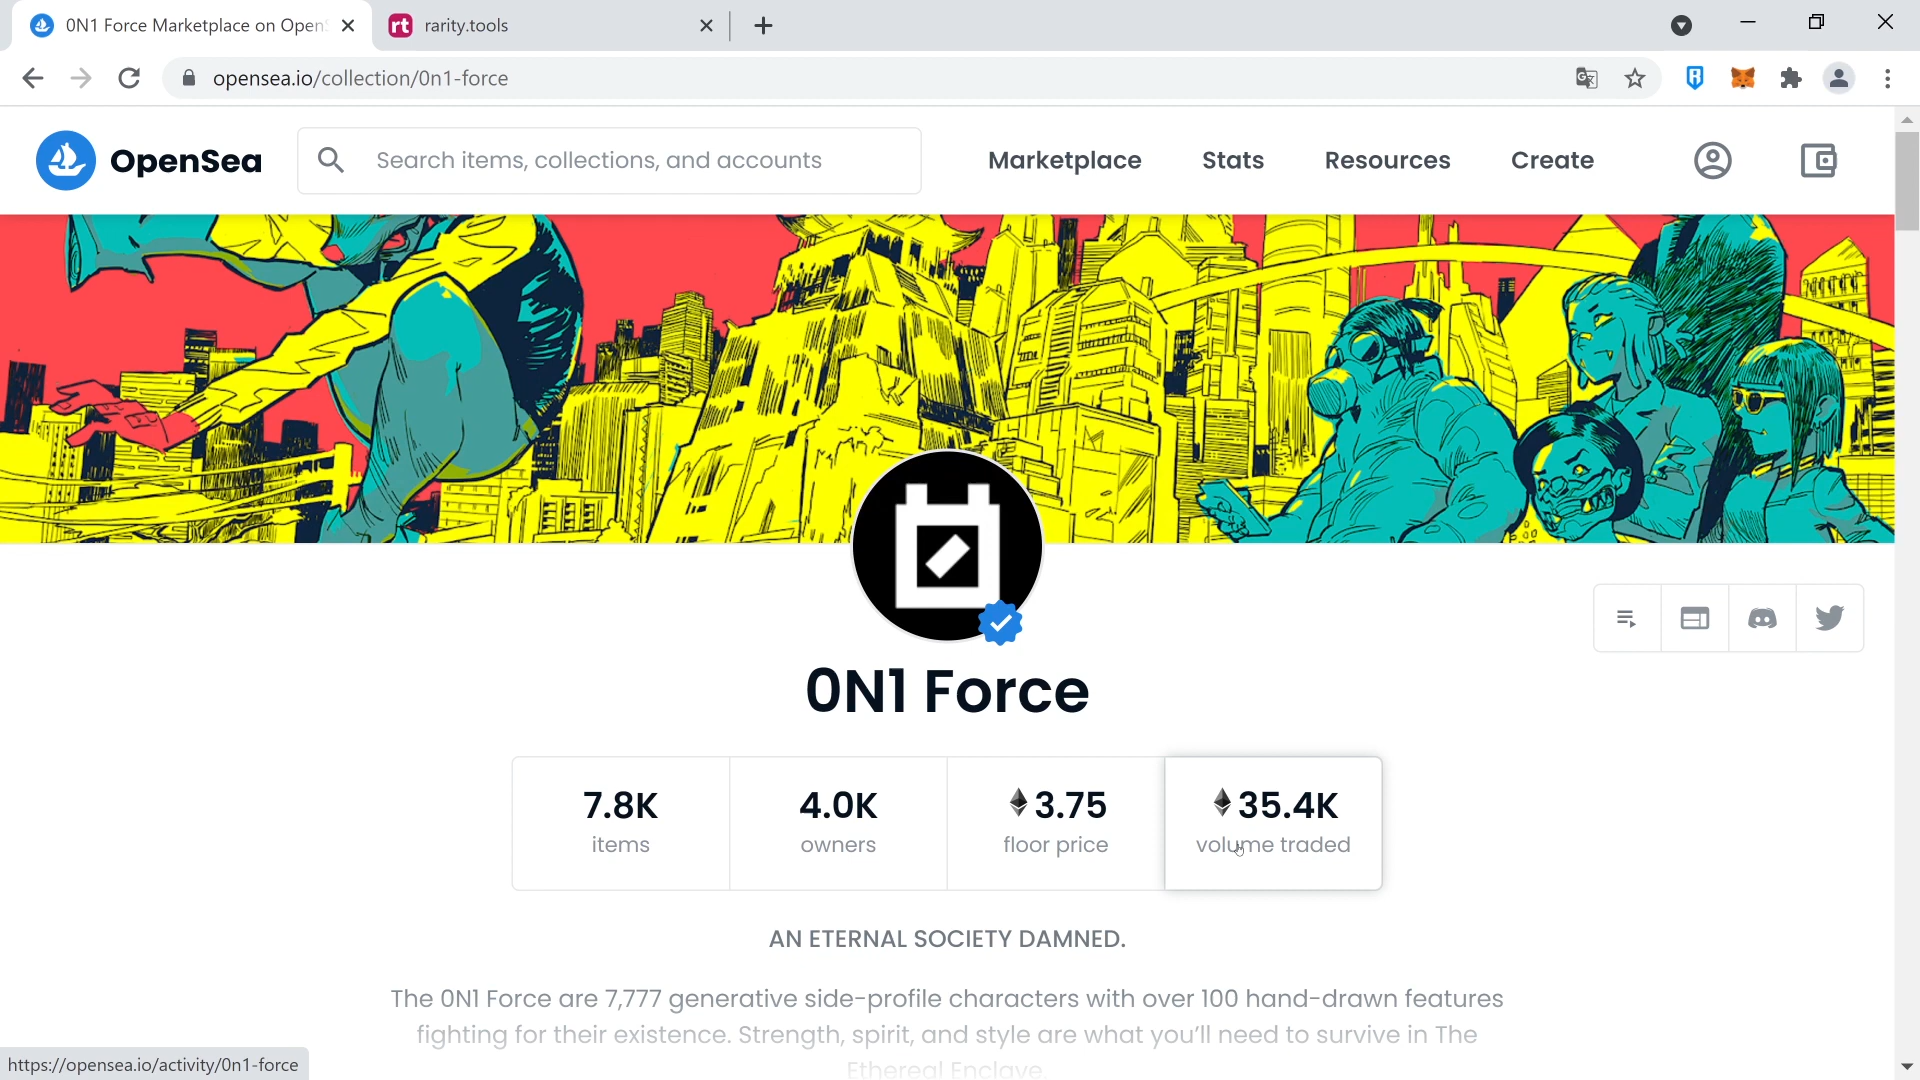 0N1 Force Marketplace on OpenS
rarity.tools
opensea.io/collection/0n1-force
OpenSea
Search items, collections, and accounts
Marketplace
Stats
Resources
Create
0N1 Force
7.8K
items
4.0K
owners
3.75
floor price
35.4K
volume traded
AN ETERNAL SOCIETY DAMNED.
The 0N1 Force are 7,777 generative side-profile characters with over 100 hand-drawn features
fighting for their existence. Strength, spirit, and style are what you'll need to survive in The
Ethereal Enclave.
https://opensea.io/activity/0n1-force